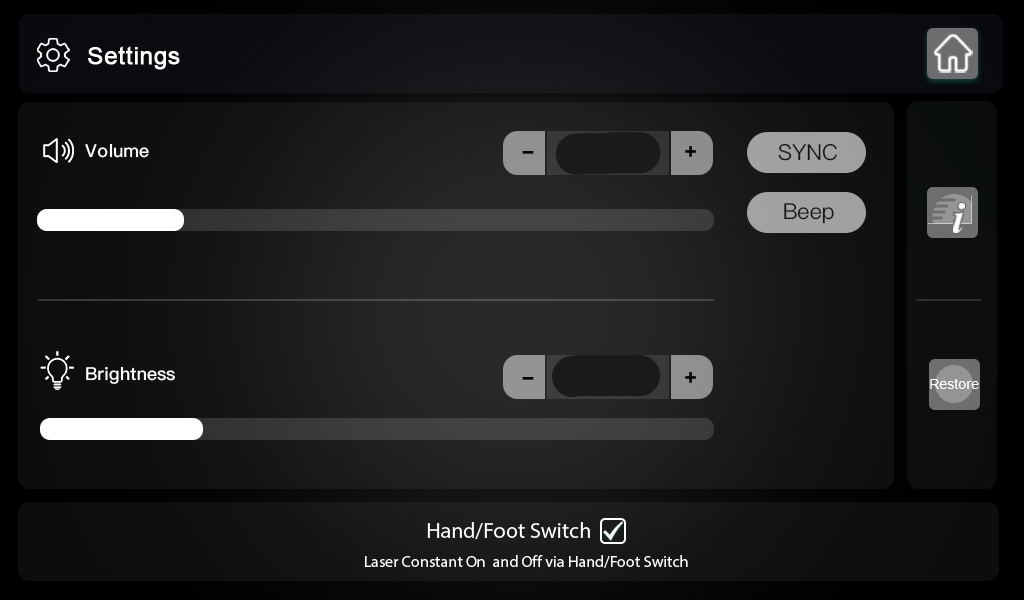 Settings
Volume
−
+
SYNC
Beep
i
Brightness
−
+
Restore
Hand/Foot Switch
Laser Constant On and Off via Hand/Foot Switch